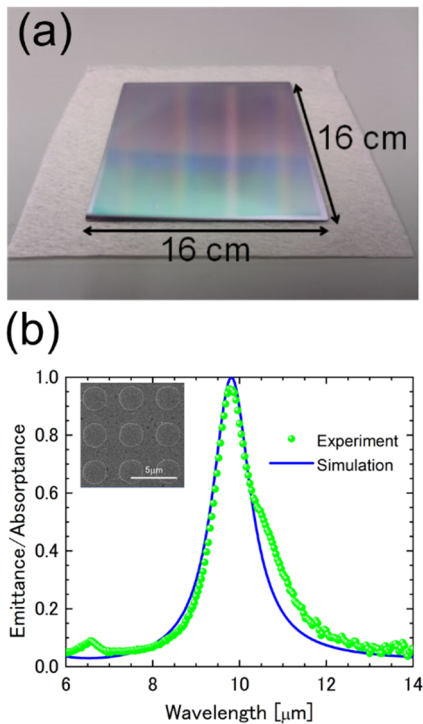 (a)
16 cm
16 cm
(b)
1.0
0.8
0.6
0.4
0.2
0.0
Emittance/Absorptance
5μm
Experiment
Simulation
6
8
10
12
14
Wavelength [μm]